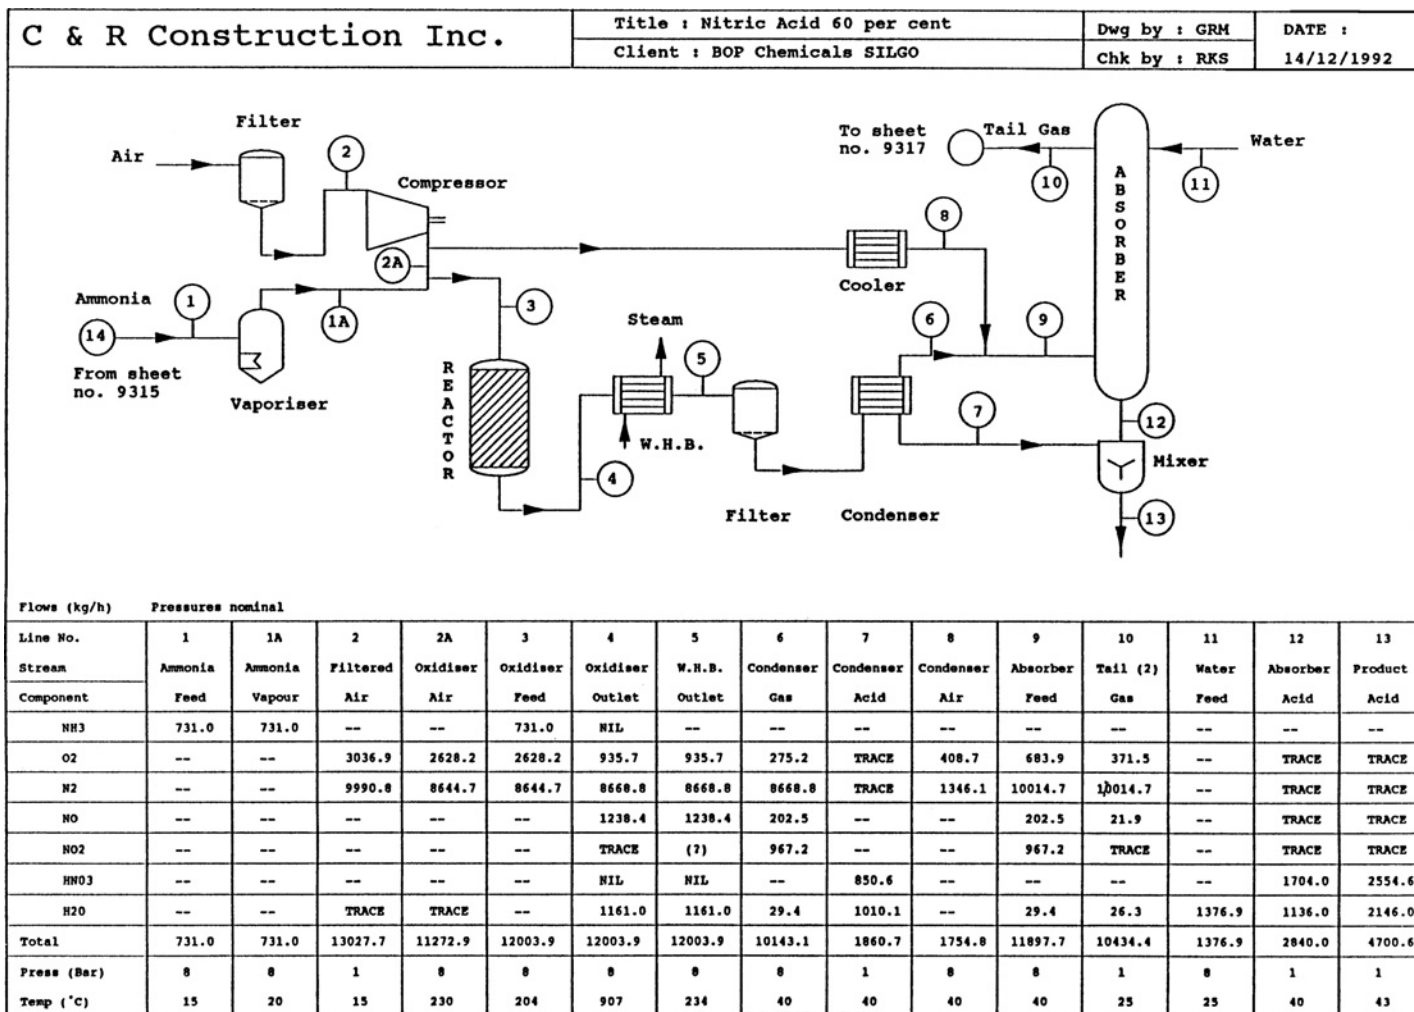 C & R Construction Inc.
Title : Nitric Acid 60 per cent
Client : BOP Chemicals SILGO
Dwg by : GRM
Chk by : RKS
DATE :
14/12/1992
Filter
Air
2
Compressor
To sheet
no. 9317
Tail Gas
10
Water
11
ABSORBER
8
2A
Cooler
Ammonia
1
14
1A
3
From sheet
no. 9315
Vaporiser
REACTOR
Steam
5
6
9
W.H.B.
7
12
4
Mixer
Filter
Condenser
13
Flows (kg/h) Pressures nominal
Line No. 1 1A 2 2A 3 4 5 6 7 8 9 10 11 12 13
Stream Ammonia Ammonia Filtered Oxidiser Oxidiser Oxidiser W.H.B. Condenser Condenser Condenser Absorber Tail (2) Water Absorber Product
Component Feed Vapour Air Air Feed Outlet Outlet Gas Acid Air Feed Gas Feed Acid Acid
NH3 731.0 731.0 -- -- 731.0 NIL -- -- -- -- -- -- -- -- --
O2 -- -- 3036.9 2628.2 2628.2 935.7 935.7 275.2 TRACE 408.7 683.9 371.5 -- TRACE TRACE
N2 -- -- 9990.8 8644.7 8644.7 8668.8 8668.8 8668.8 TRACE 1346.1 10014.7 10014.7 -- TRACE TRACE
NO -- -- -- -- -- 1238.4 1238.4 202.5 -- -- 202.5 21.9 -- TRACE TRACE
NO2 -- -- -- -- -- TRACE (?) 967.2 -- -- 967.2 TRACE -- TRACE TRACE
HNO3 -- -- -- -- -- NIL NIL -- 850.6 -- -- -- -- 1704.0 2554.6
H2O -- -- TRACE TRACE -- 1161.0 1161.0 29.4 1010.1 -- 29.4 26.3 1376.9 1136.0 2146.0
Total 731.0 731.0 13027.7 11272.9 12003.9 12003.9 12003.9 10143.1 1860.7 1754.8 11897.7 10434.4 1376.9 2840.0 4700.6
Press (Bar) 8 8 1 8 8 8 8 8 1 8 8 1 8 1 1
Temp (°C) 15 20 15 230 204 907 234 40 40 40 40 25 25 40 43